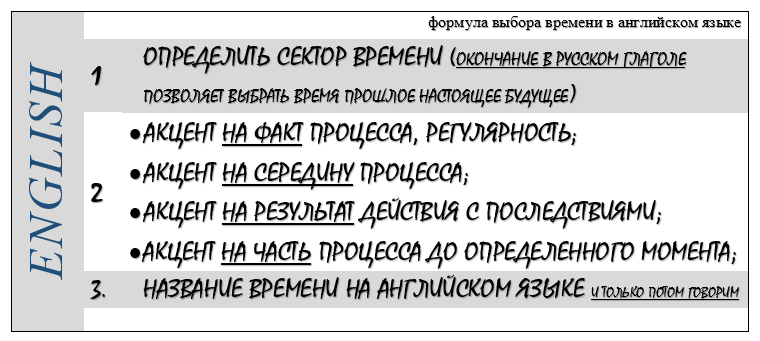 формула выбора времени в английском языке
ENGLISH
1 ОПРЕДЕЛИТЬ СЕКТОР ВРЕМЕНИ (ОКОНЧАНИЕ В РУССКОМ ГЛАГОЛЕ
ПОЗВОЛЯЕТ ВЫБРАТЬ ВРЕМЯ ПРОШЛОЕ НАСТОЯЩЕЕ БУДУЩЕЕ)
2
•АКЦЕНТ НА ФАКТ ПРОЦЕССА, РЕГУЛЯРНОСТЬ;
•АКЦЕНТ НА СЕРЕДИНУ ПРОЦЕССА;
•АКЦЕНТ НА РЕЗУЛЬТАТ ДЕЙСТВИЯ С ПОСЛЕДСТВИЯМИ;
•АКЦЕНТ НА ЧАСТЬ ПРОЦЕССА ДО ОПРЕДЕЛЕННОГО МОМЕНТА;
3. НАЗВАНИЕ ВРЕМЕНИ НА АНГЛИЙСКОМ ЯЗЫКЕ И ТОЛЬКО ПОТОМ ГОВОРИМ